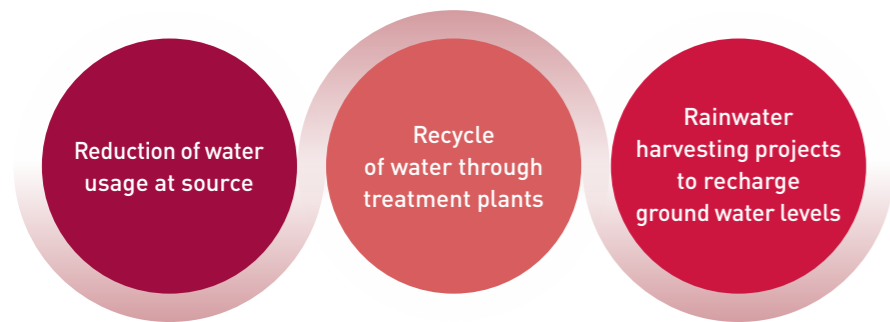 Reduction of water
usage at source
Recycle
of water through
treatment plants
Rainwater
harvesting projects
to recharge
ground water levels